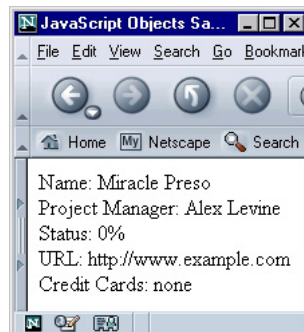 JavaScript Objects Sa...
File Edit View Search Go Bookmar
Home My Netscape Search
Name: Miracle Preso
Project Manager: Alex Levine
Status: 0%
URL: http://www.example.com
Credit Cards: none